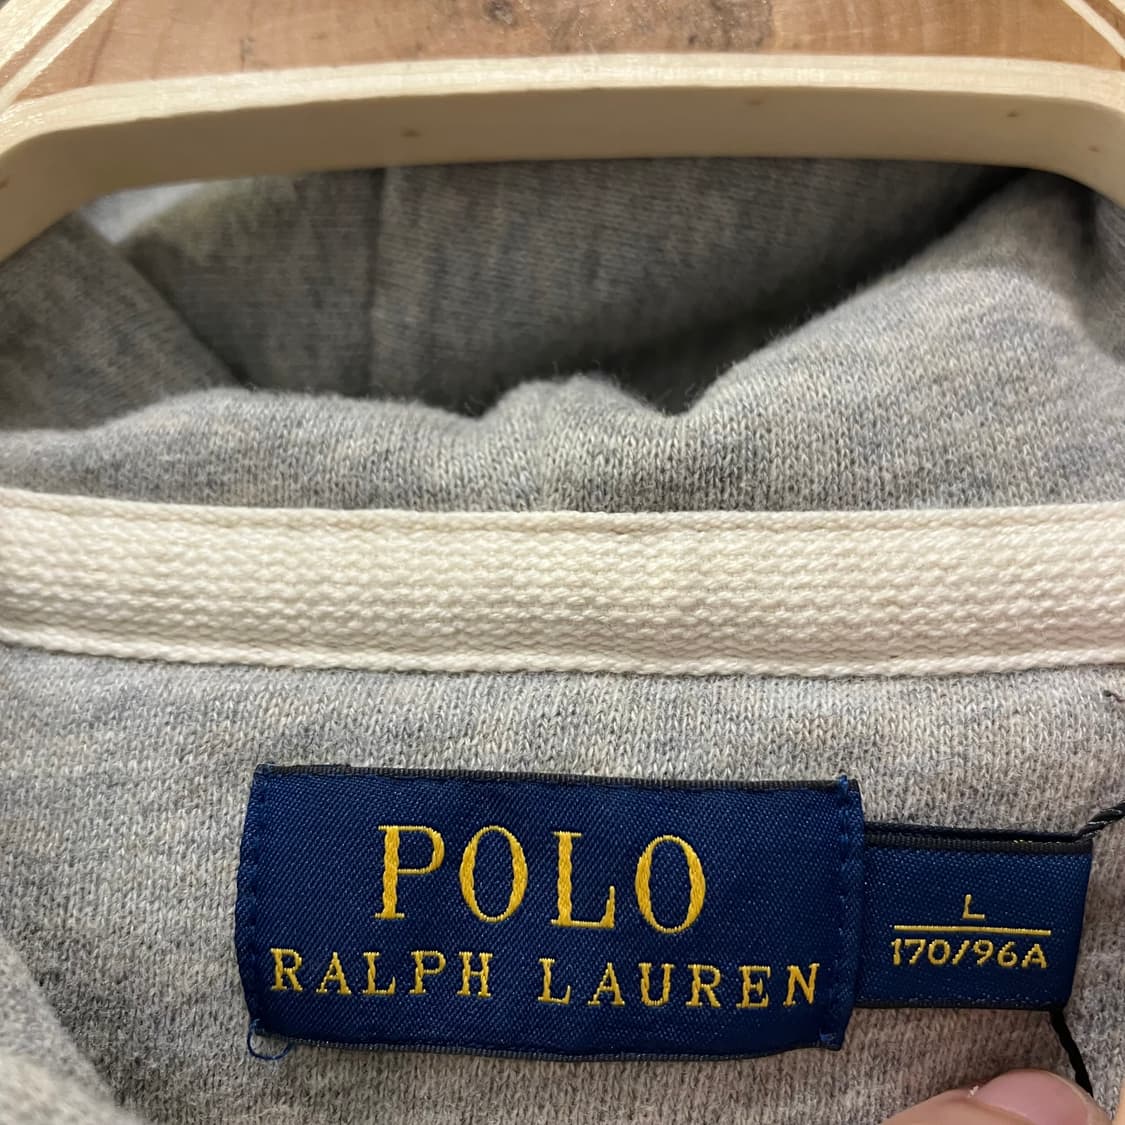 POLO
RALPH LAUREN
L
170/96A